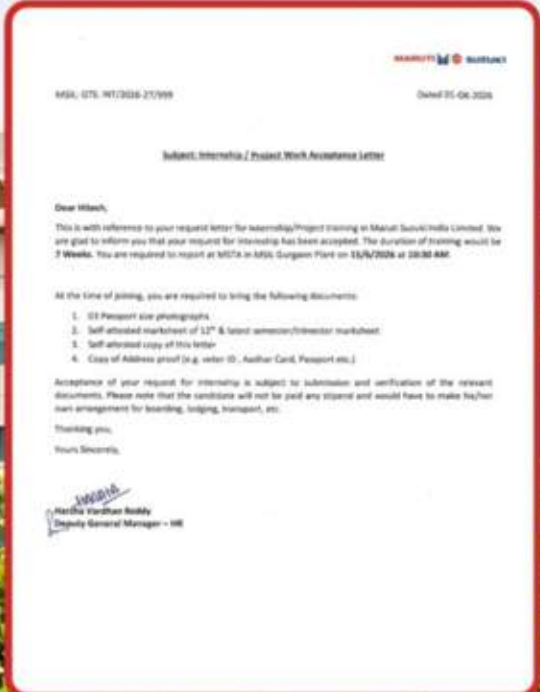 MARUTI SUZUKI
MSIL: GTE: INT/2026-27/999 Dated
Subject: Internship / Project Work Acceptance Letter
Dear Hitesh,
This is with reference to your request letter for Internship/Project training in Maruti Suzuki India Limited. We
are glad to inform you that your request for internship has been accepted. The duration of training would be
7 Weeks. You are required to report at MSTA in MSIL Gurgaon Plant on 15/6/2026 at 10:30 AM
At the time of joining, you are required to bring the following documents:
1. 03 Passport size photographs
2. Self-attested marksheet of 12th & latest semester/trimester marksheet
3. Self-attested copy of this letter
4. Copy of Address proof (e.g. voter ID , Aadhar Card, Passport etc.)
Acceptance of your request for internship is subject to submission and verification of the relevant
documents. Please note that the candidate will not be paid any stipend and would have to make his/her
own arrangement for boarding, lodging, transport, etc.
Thanking you,
Yours Sincerely,
Harsha Vardhan Reddy
Deputy General Manager – HR